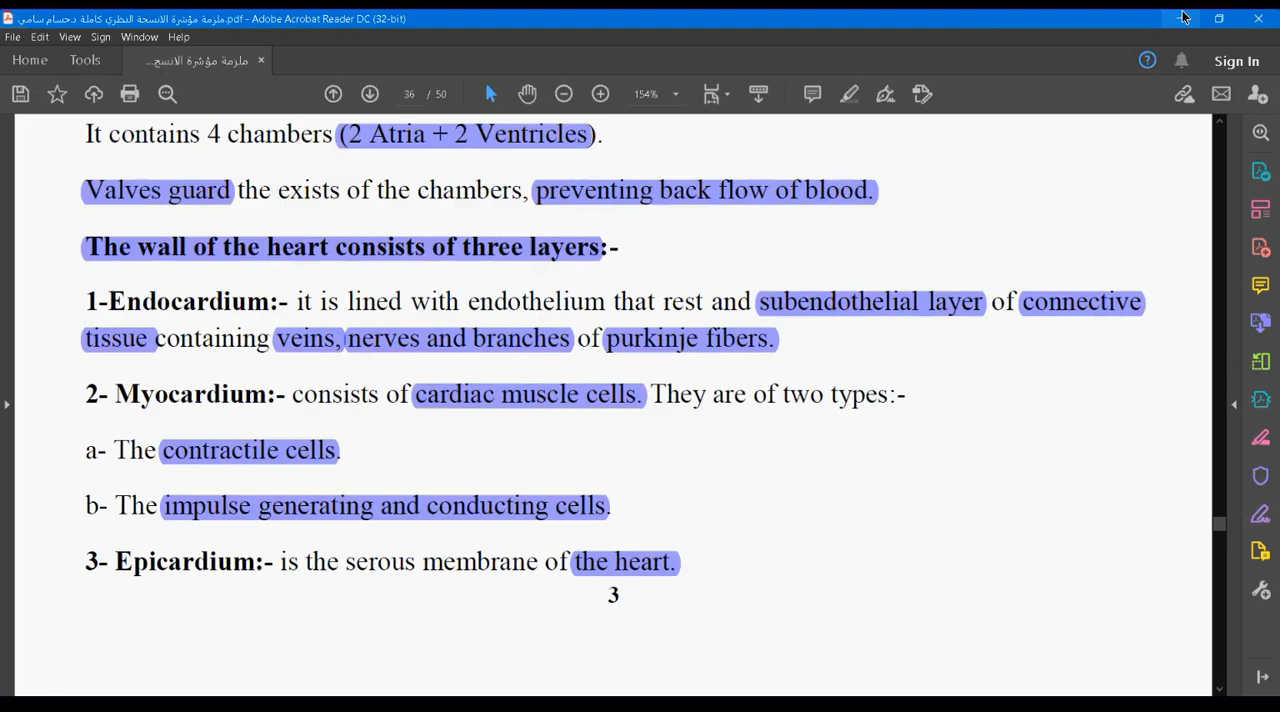 ملزمة مؤشرة الانسجة النظري كاملة د.حسام سامي.pdf - Adobe Acrobat Reader DC (32-bit)
File Edit View Sign Window Help
Home Tools ملزمة مؤشرة الانسج... × Sign In
36 / 50 154%
It contains 4 chambers (2 Atria + 2 Ventricles).
Valves guard the exists of the chambers, preventing back flow of blood.
The wall of the heart consists of three layers:-
1-Endocardium:- it is lined with endothelium that rest and subendothelial layer of connective
tissue containing veins, nerves and branches of purkinje fibers.
2- Myocardium:- consists of cardiac muscle cells. They are of two types:-
a- The contractile cells.
b- The impulse generating and conducting cells.
3- Epicardium:- is the serous membrane of the heart.
3